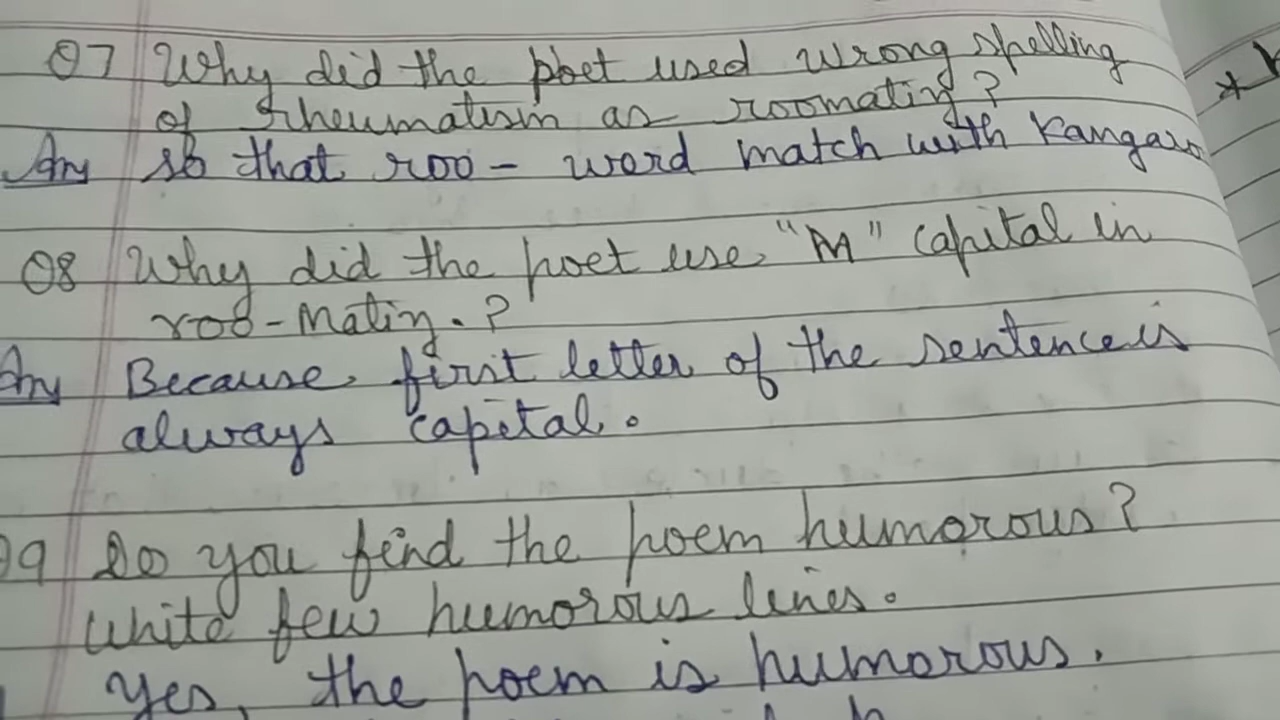 Q7 Why did the poet used wrong spelling
of rheumatism as roomatiz?
Ans so that roo - word match with Kangaroo
Q8 Why did the poet use "M" capital in
roo-Matiz.?
Ans Because first letter of the sentence is
always capital.
Q9 Do you find the poem humorous?
White few humorous lines.
Yes, the poem is humorous.